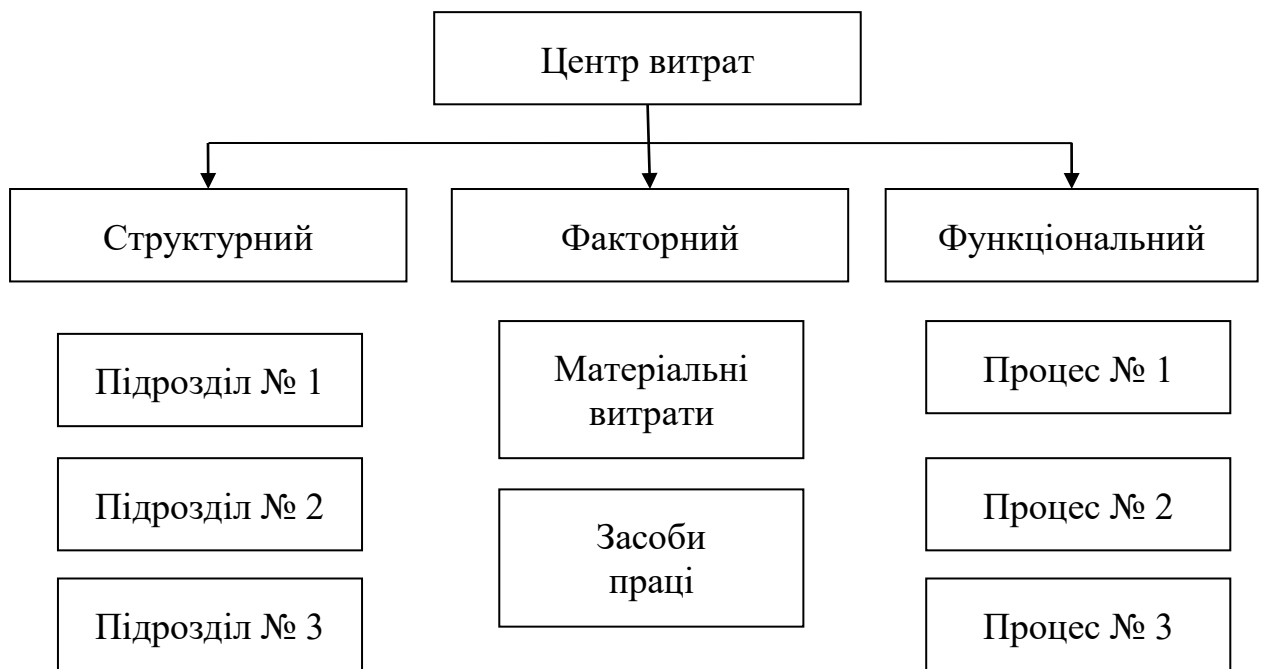 Центр витрат
Структурний
Факторний
Функціональний
Підрозділ № 1
Підрозділ № 2
Підрозділ № 3
Матеріальні
витрати
Засоби
праці
Процес № 1
Процес № 2
Процес № 3